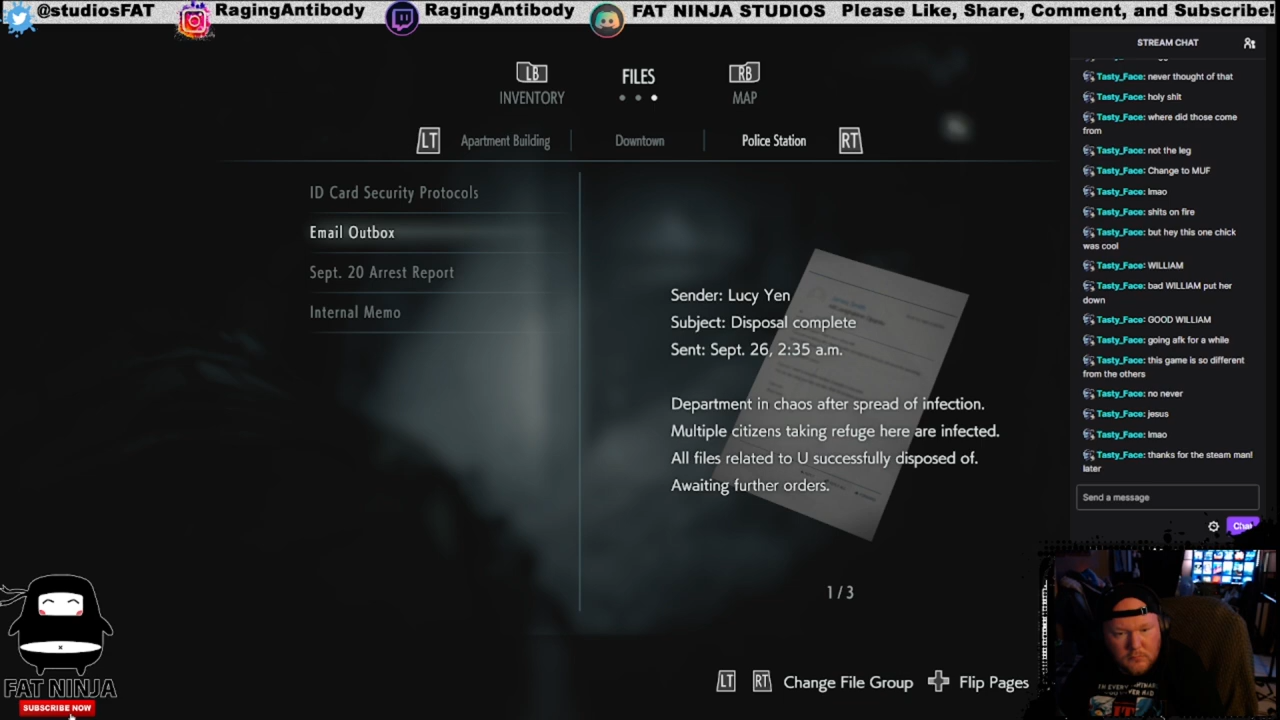 @studiosFAT RagingAntibody RagingAntibody FAT NINJA STUDIOS Please Like, Share, Comment, and Subscribe!
LB FILES RB
INVENTORY MAP
LT Apartment Building Downtown Police Station RT
ID Card Security Protocols
Email Outbox
Sept. 20 Arrest Report
Internal Memo
Sender: Lucy Yen
Subject: Disposal complete
Sent: Sept. 26, 2:35 a.m.
Department in chaos after spread of infection.
Multiple citizens taking refuge here are infected.
All files related to U successfully disposed of.
Awaiting further orders.
1 / 3
LT RT Change File Group Flip Pages
STREAM CHAT
Tasty_Face: never thought of that
Tasty_Face: holy shit
Tasty_Face: where did those come
from
Tasty_Face: not the leg
Tasty_Face: Change to MUF
Tasty_Face: lmao
Tasty_Face: shits on fire
Tasty_Face: but hey this one chick
was cool
Tasty_Face: WILLIAM
Tasty_Face: bad WILLIAM put her
down
Tasty_Face: GOOD WILLIAM
Tasty_Face: going afk for a while
Tasty_Face: this game is so different
from the others
Tasty_Face: no never
Tasty_Face: jesus
Tasty_Face: lmao
Tasty_Face: thanks for the steam man!
later
Send a message
Chat
FAT NINJA
SUBSCRIBE NOW